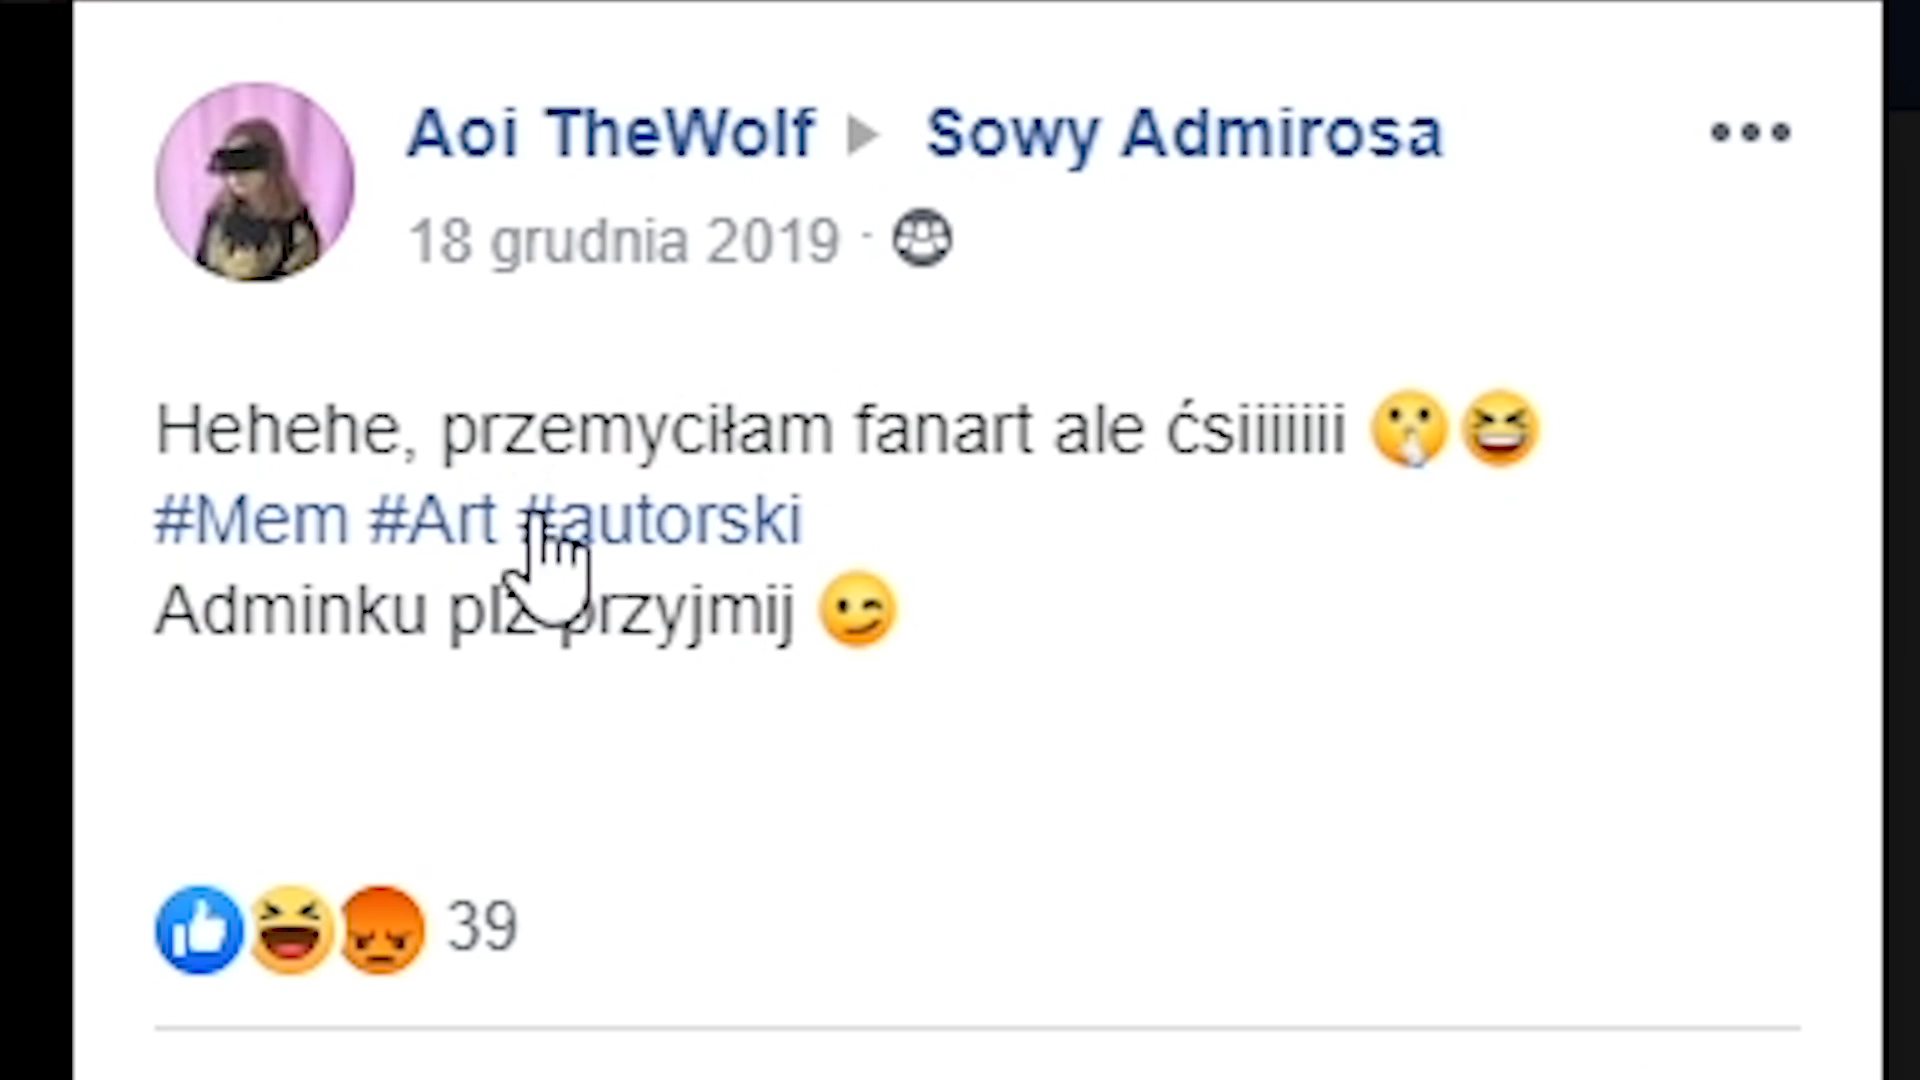 Aoi TheWolf ▶ Sowy Admirosa
18 grudnia 2019 ·
Hehehe, przemyciłam fanart ale ćsiiiiiii 🤫😆
#Mem #Art #autorski
Adminku plz przyjmij 😉
39